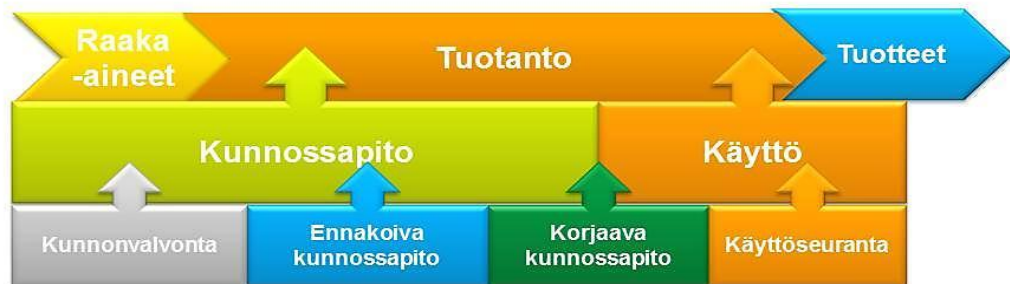 Raaka
-aineet
Tuotanto
Tuotteet
Kunnossapito
Käyttö
Kunnonvalvonta
Ennakoiva
kunnossapito
Korjaava
kunnossapito
Käyttöseuranta